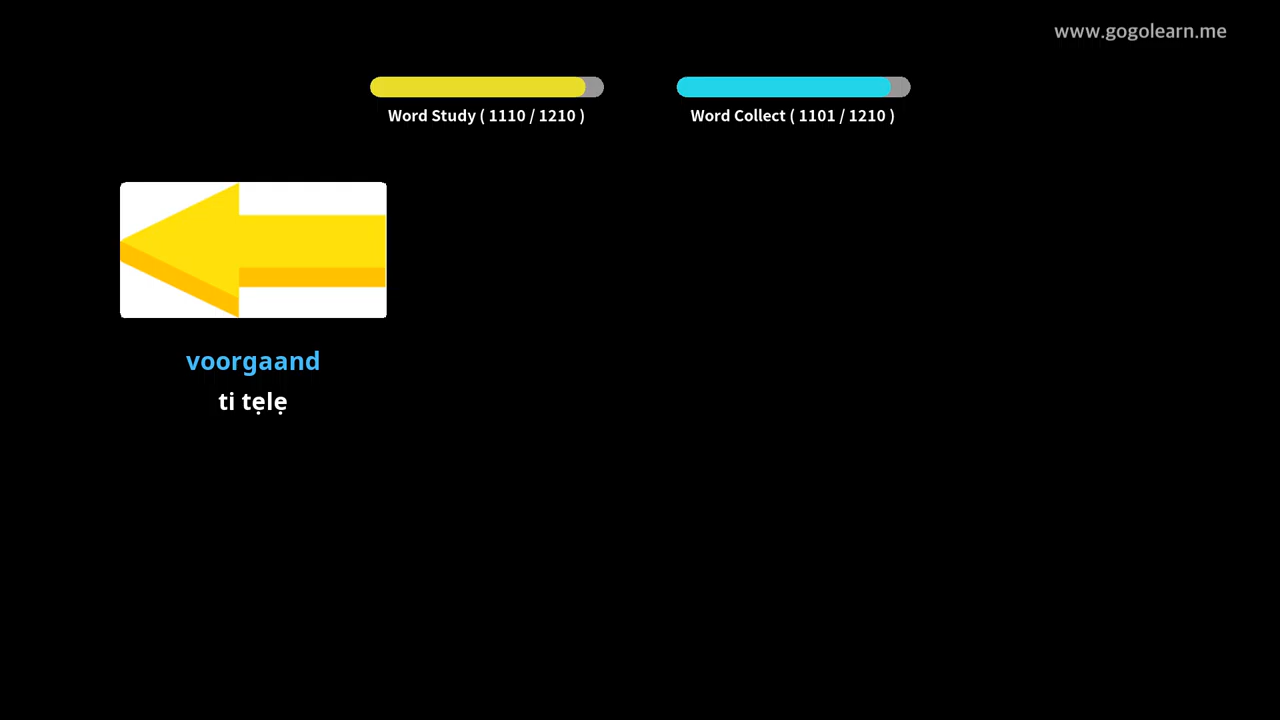 www.gogolearn.me
Word Study ( 1110 / 1210 )
Word Collect ( 1101 / 1210 )
voorgaand
ti tẹlẹ